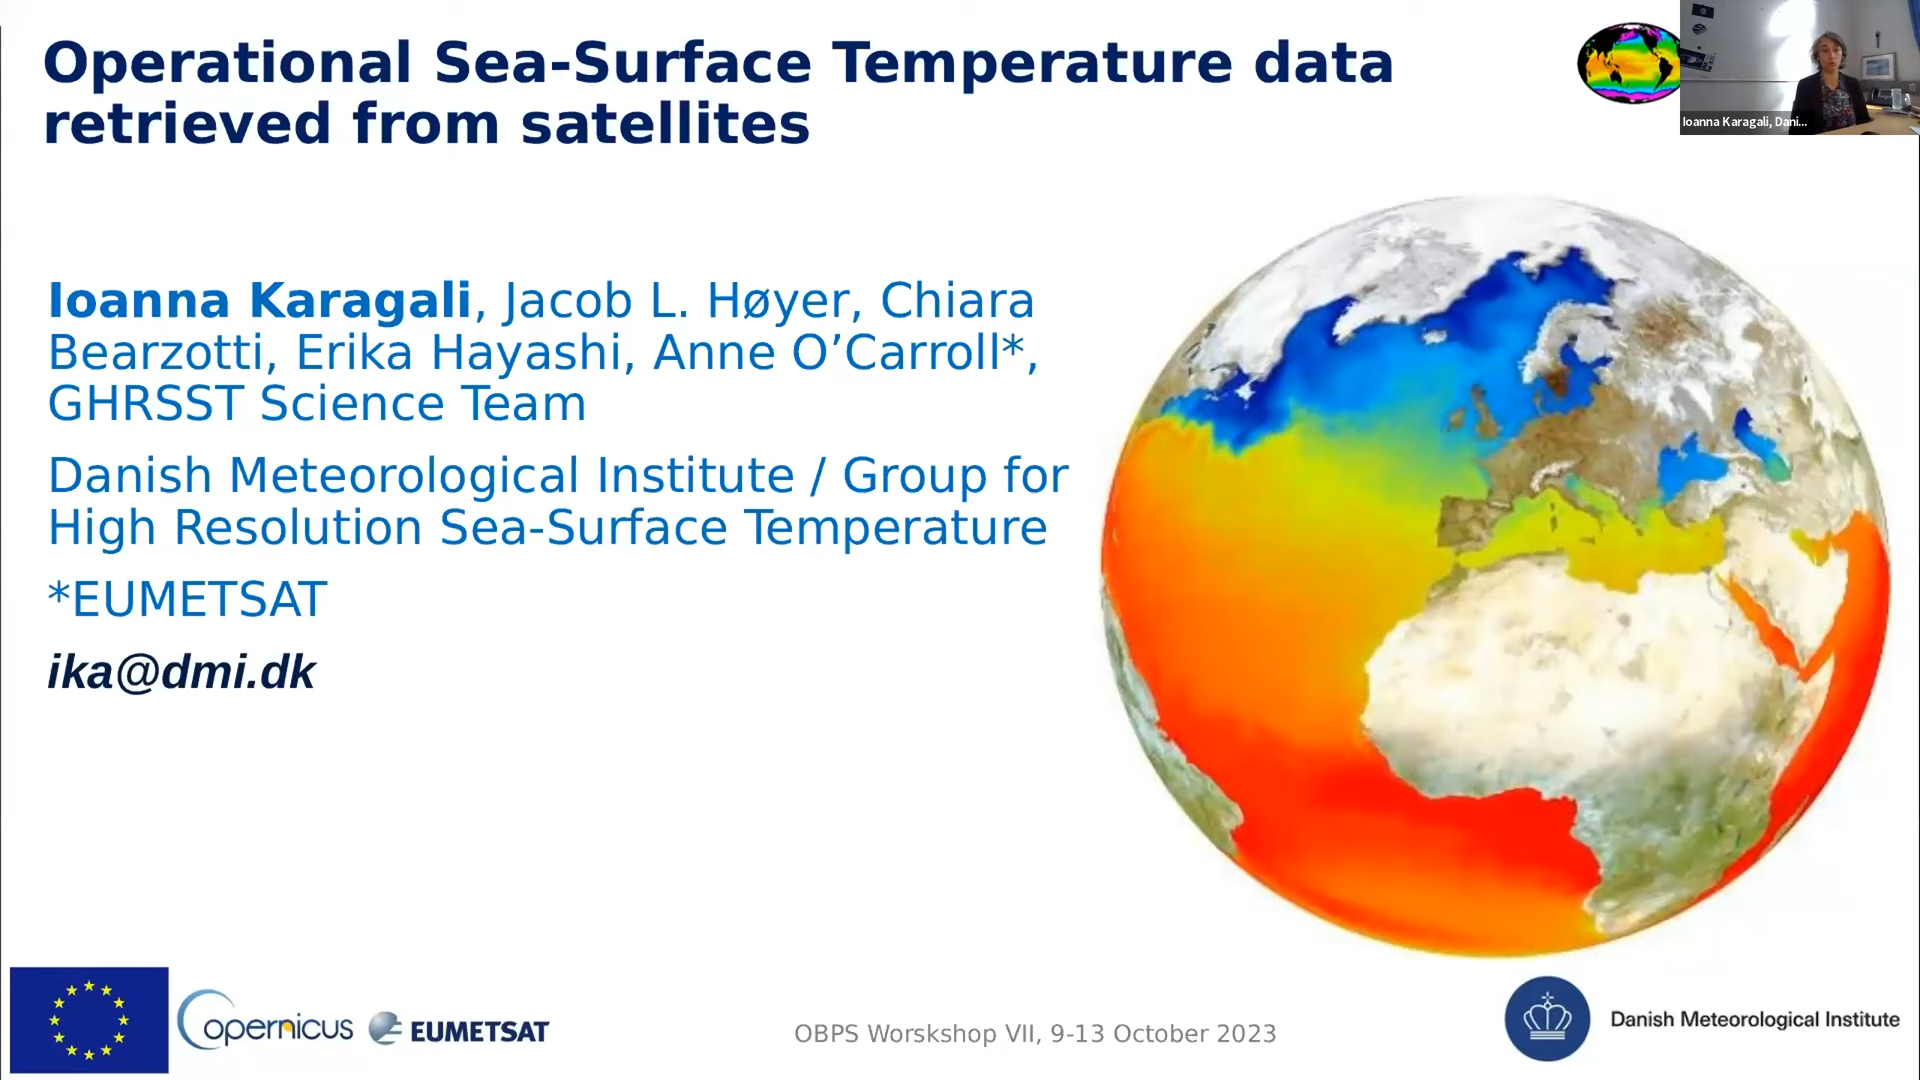 Operational Sea-Surface Temperature data
retrieved from satellites
Ioanna Karagali, Dani...
Ioanna Karagali, Jacob L. Høyer, Chiara
Bearzotti, Erika Hayashi, Anne O’Carroll*,
GHRSST Science Team
Danish Meteorological Institute / Group for
High Resolution Sea-Surface Temperature
*EUMETSAT
ika@dmi.dk
opernicus
EUMETSAT
OBPS Worskshop VII, 9-13 October 2023
Danish Meteorological Institute